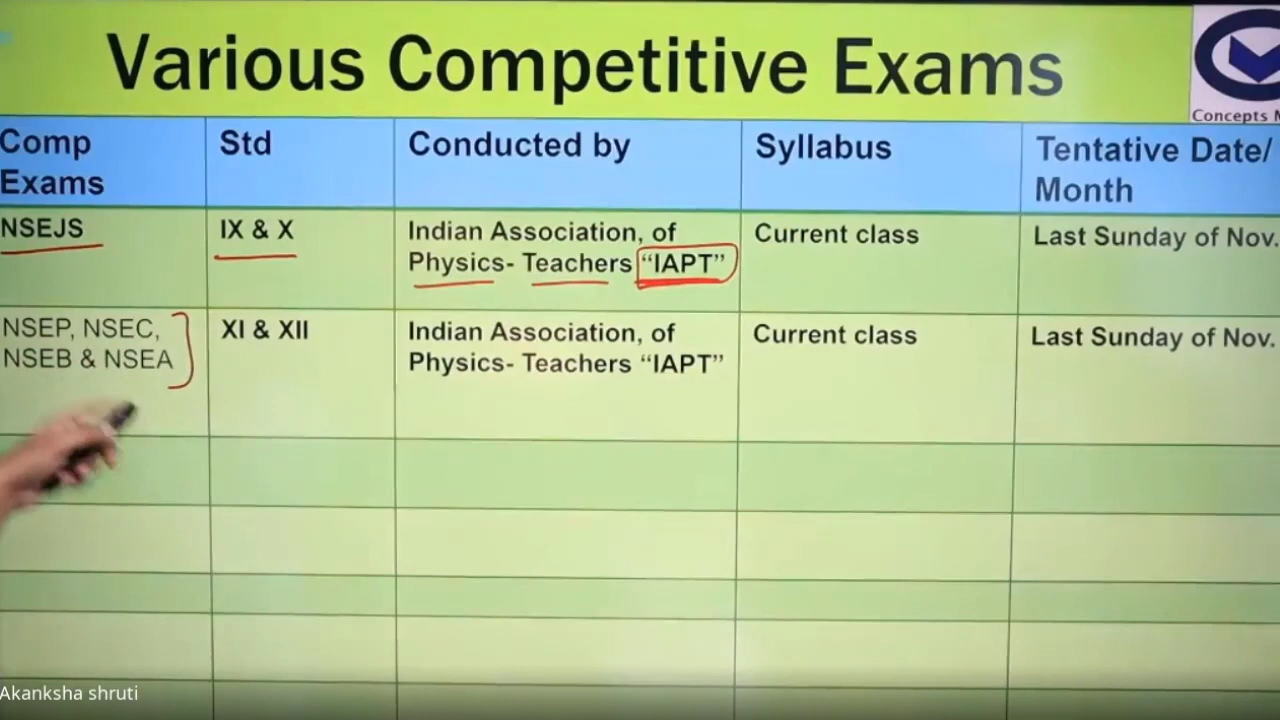 Various Competitive Exams
Concepts
Comp
Exams
Std
Conducted by
Syllabus
Tentative Date/
Month
NSEJS
IX & X
Indian Association, of
Physics- Teachers “IAPT”
Current class
Last Sunday of Nov.
NSEP, NSEC,
NSEB & NSEA
XI & XII
Indian Association, of
Physics- Teachers “IAPT”
Current class
Last Sunday of Nov.
Akanksha shruti